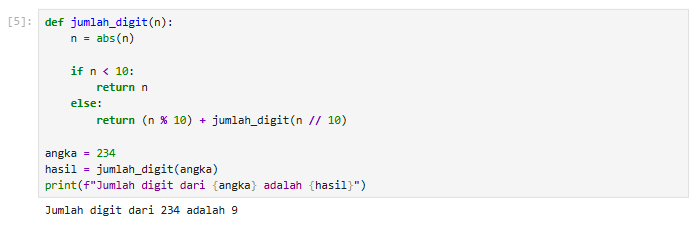 [5]: def jumlah_digit(n):
    n = abs(n)

    if n < 10:
        return n
    else:
        return (n % 10) + jumlah_digit(n // 10)

angka = 234
hasil = jumlah_digit(angka)
print(f"Jumlah digit dari {angka} adalah {hasil}")
Jumlah digit dari 234 adalah 9